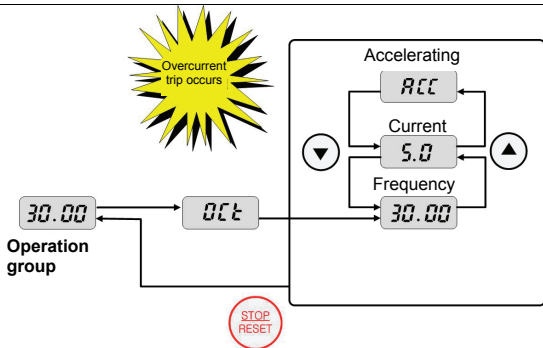 Overcurrent
trip occurs
Accelerating
ACC
Current
5.0
Frequency
30.00
30.00
OCt
Operation
group
STOP
RESET